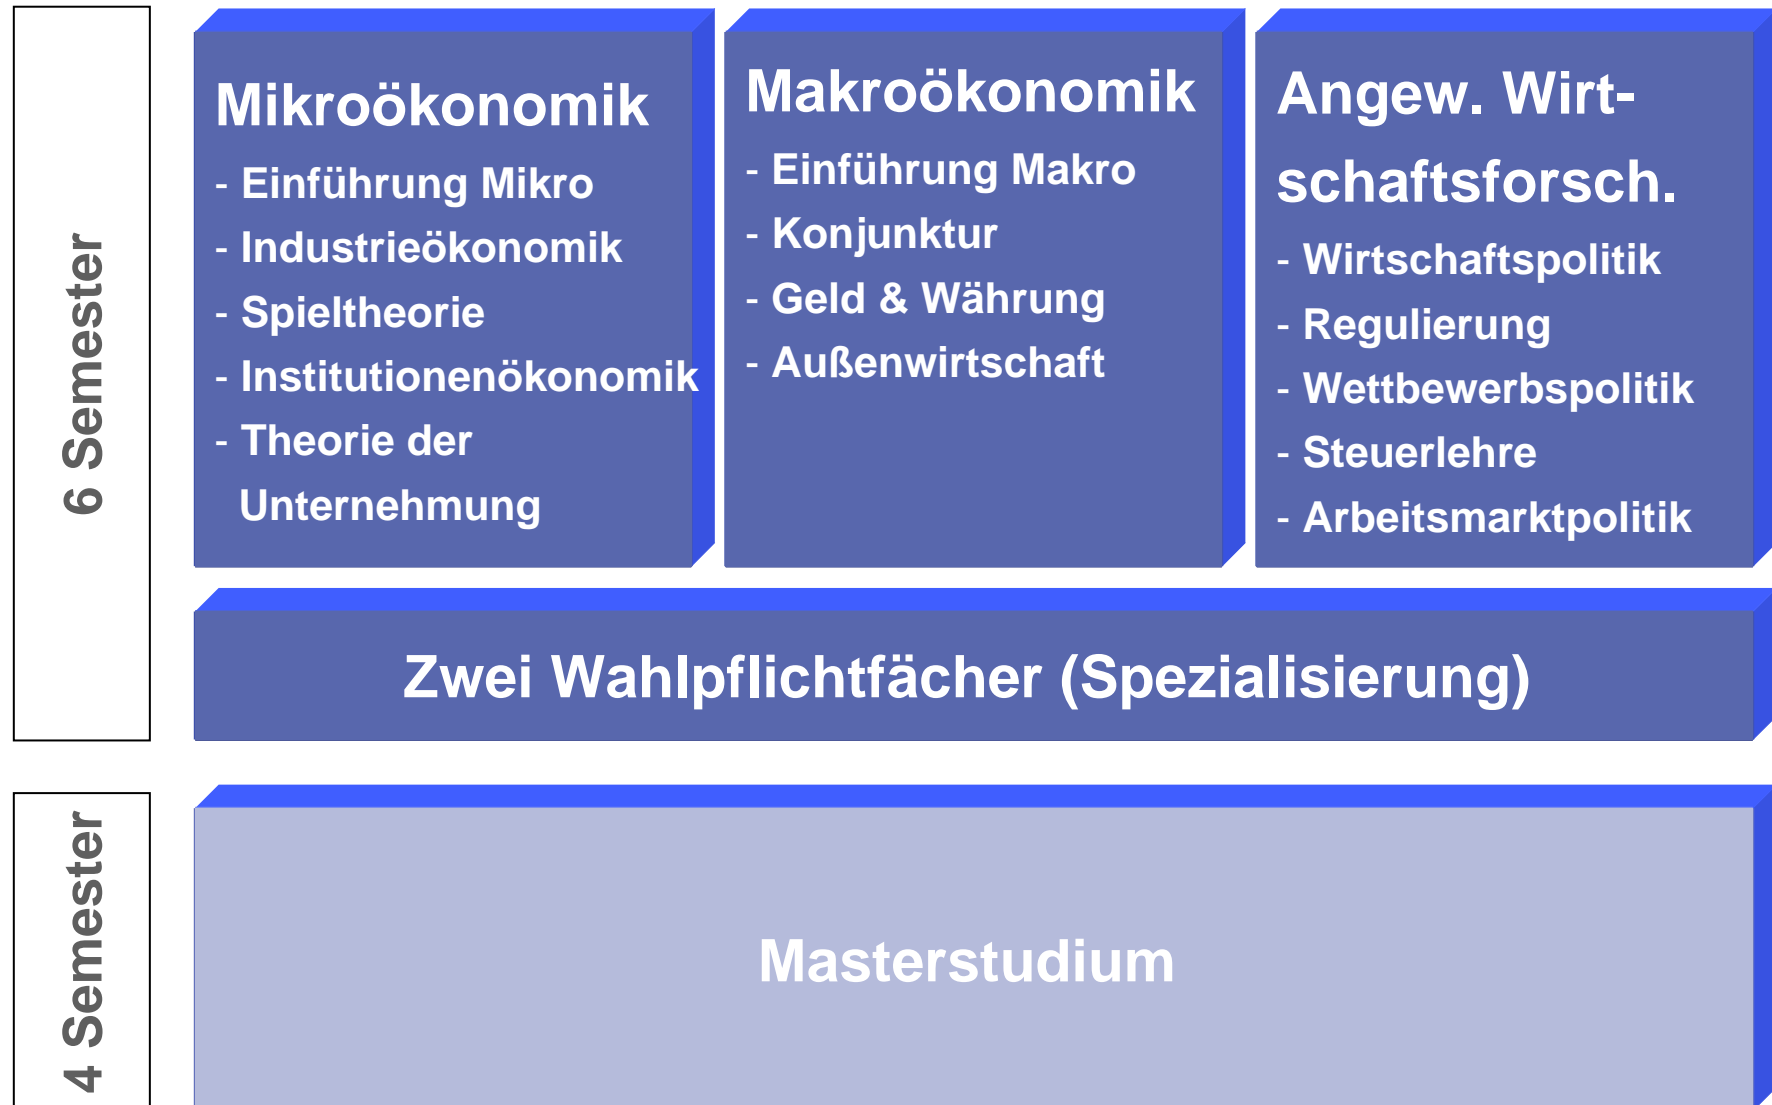 6 Semester
Mikroökonomik
- Einführung Mikro
- Industrieökonomik
- Spieltheorie
- Institutionenökonomik
- Theorie der
Unternehmung
Makroökonomik
- Einführung Makro
- Konjunktur
- Geld & Währung
- Außenwirtschaft
Angew. Wirt-
schaftsforsch.
- Wirtschaftspolitik
- Regulierung
- Wettbewerbspolitik
- Steuerlehre
- Arbeitsmarktpolitik
Zwei Wahlpflichtfächer (Spezialisierung)
4 Semester
Masterstudium